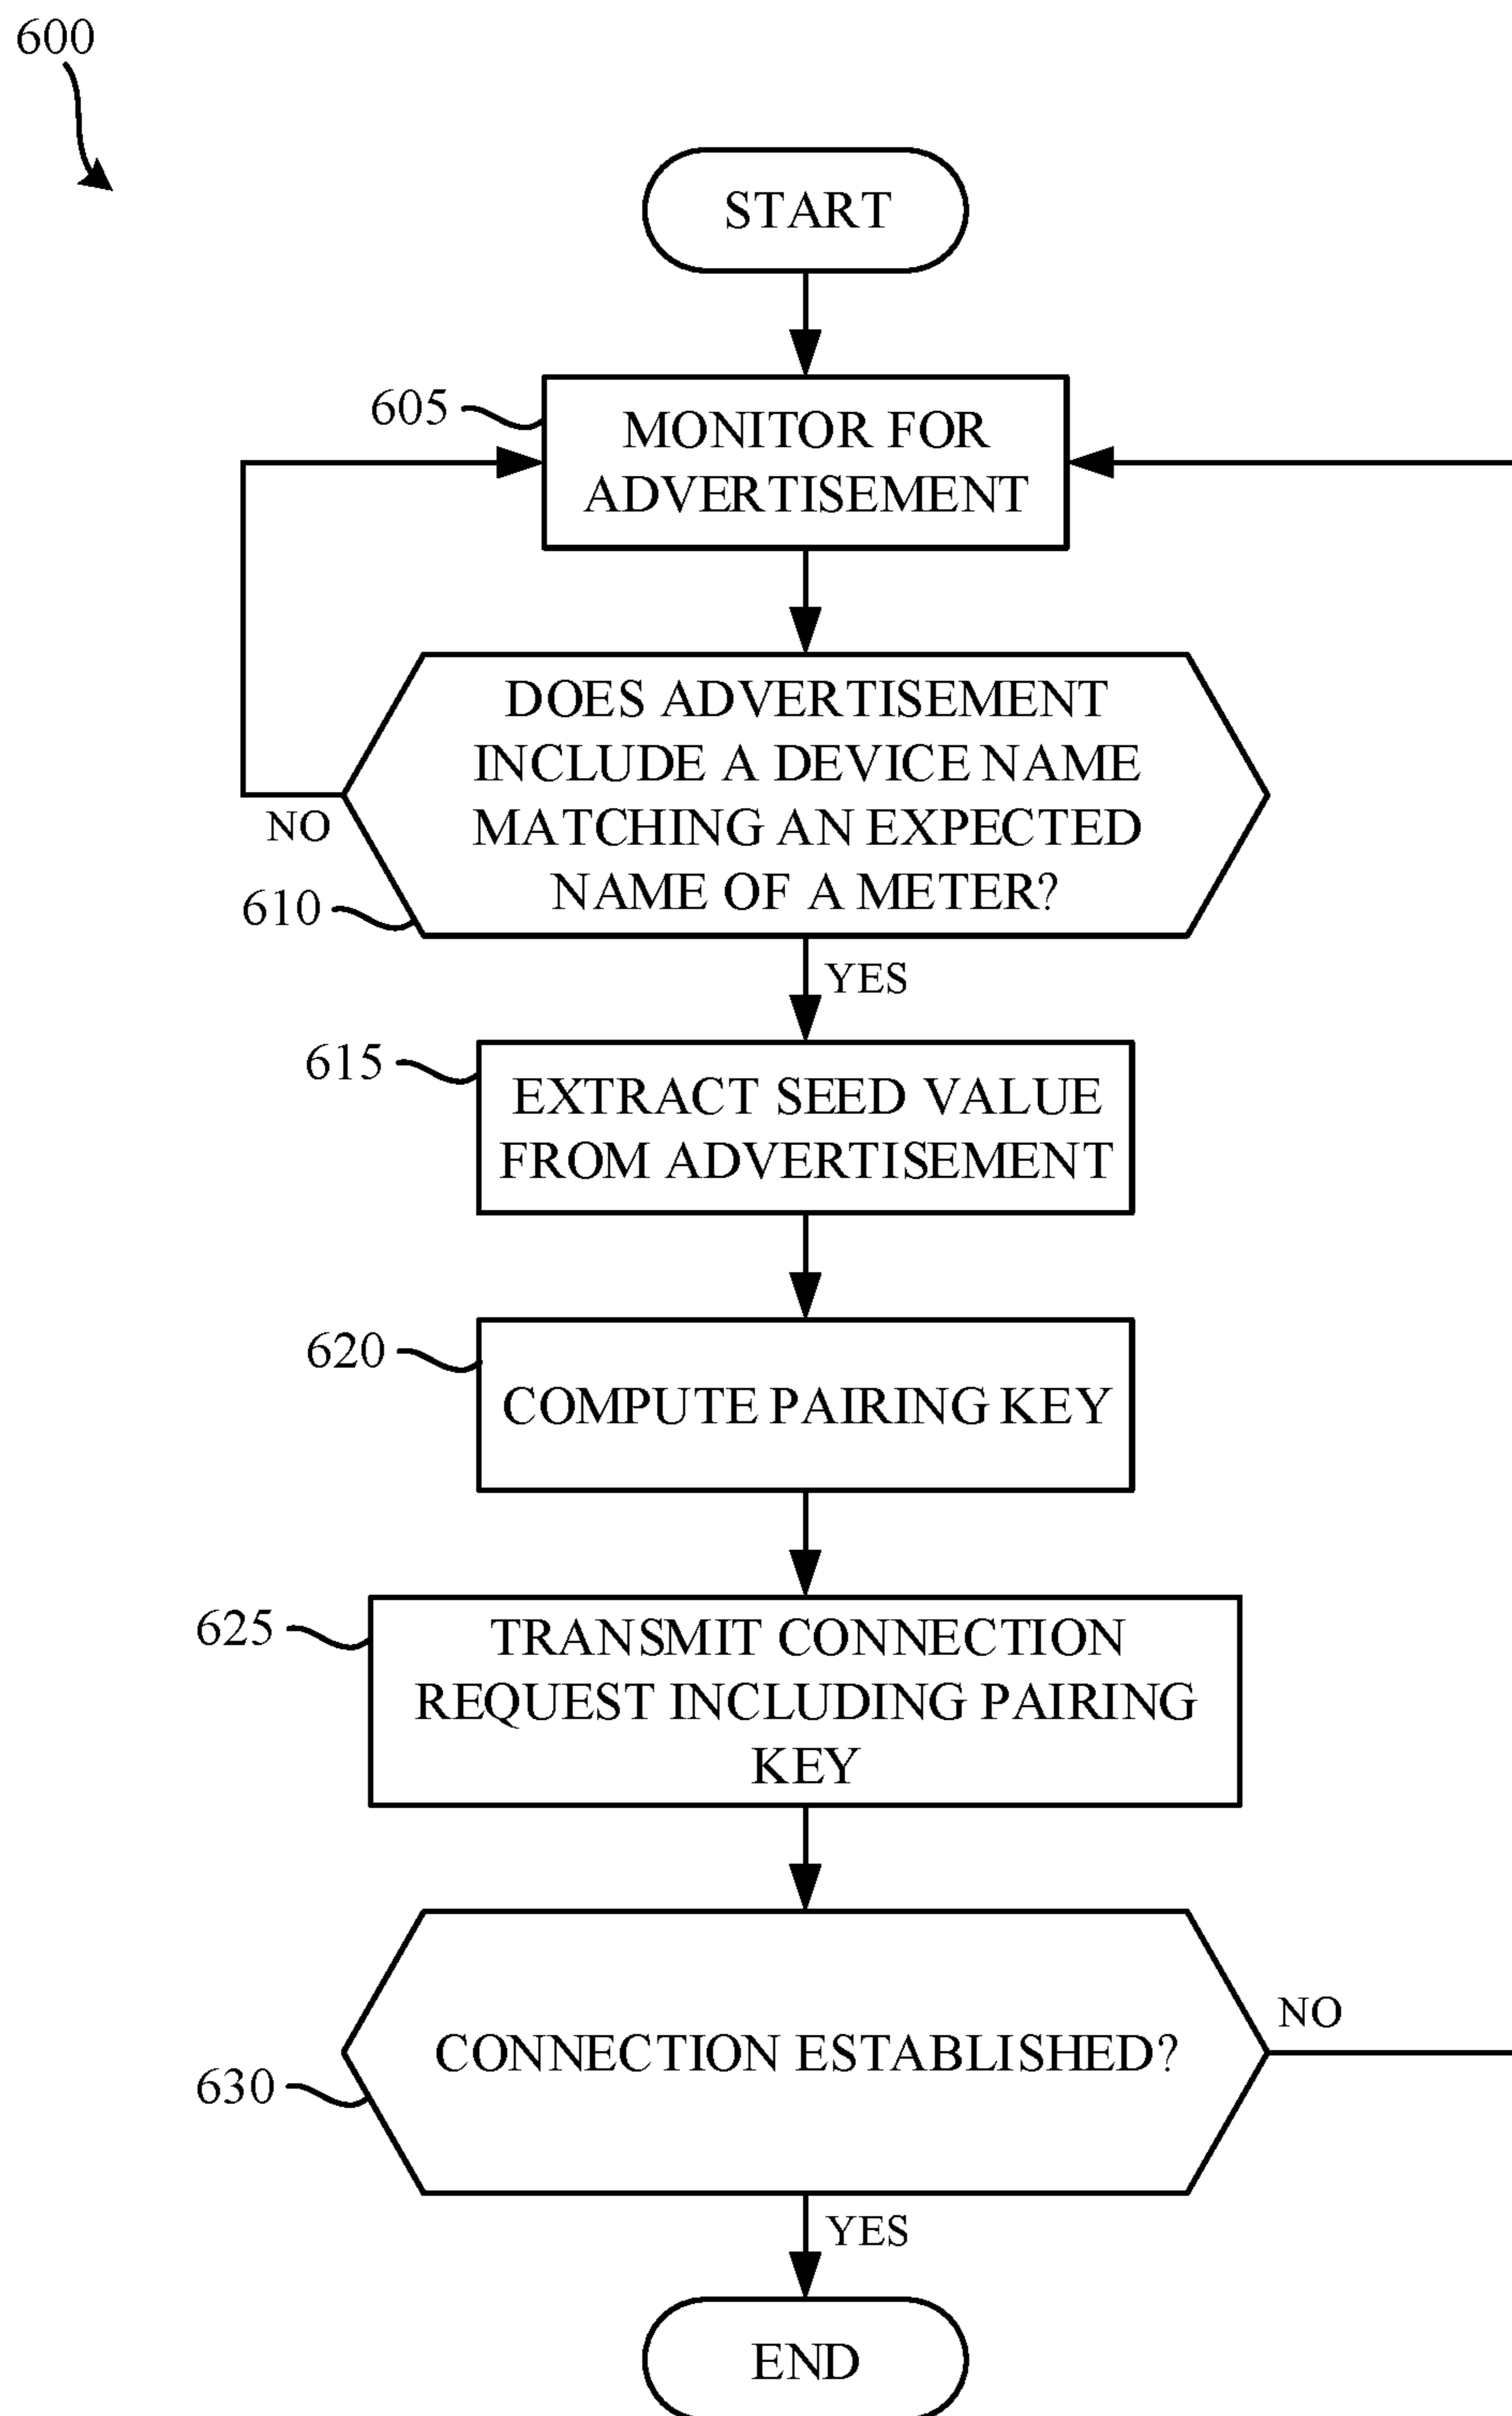 600
START
605
MONITOR FOR
ADVERTISEMENT
DOES ADVERTISEMENT
INCLUDE A DEVICE NAME
MATCHING AN EXPECTED
NAME OF A METER?
NO
610
YES
615
EXTRACT SEED VALUE
FROM ADVERTISEMENT
620
COMPUTE PAIRING KEY
625
TRANSMIT CONNECTION
REQUEST INCLUDING PAIRING
KEY
NO
CONNECTION ESTABLISHED?
630
YES
END